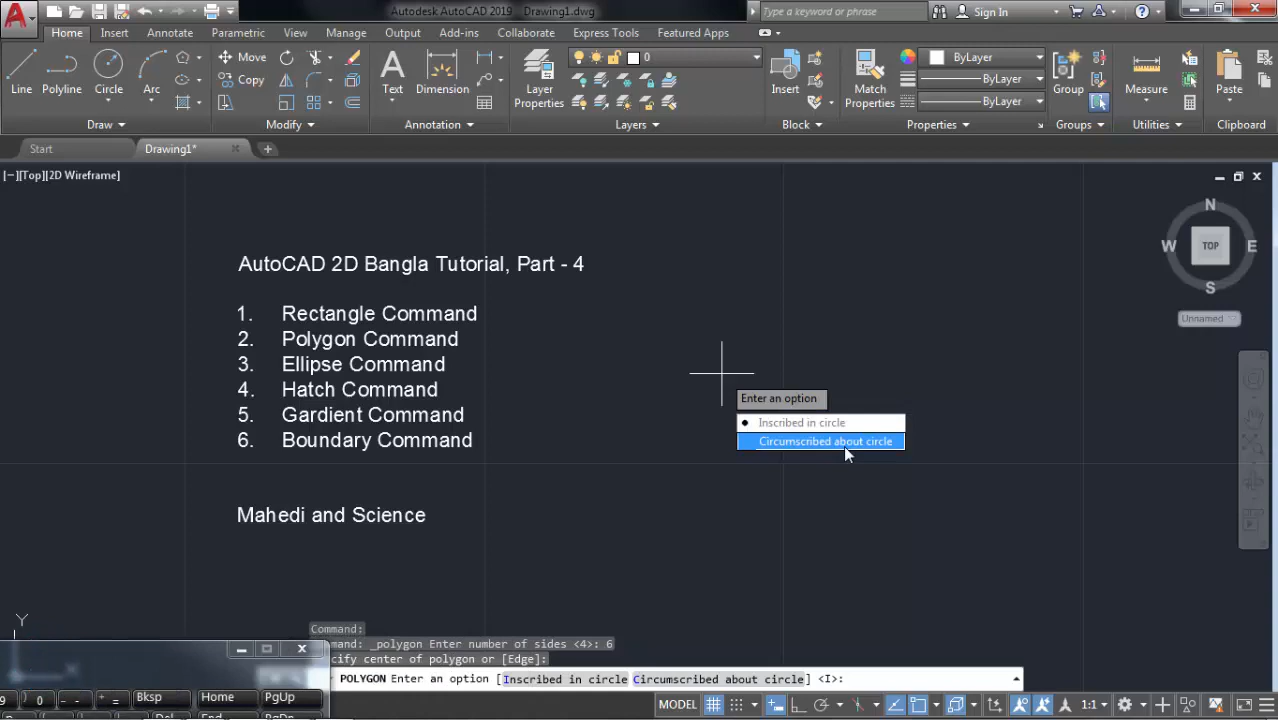 Autodesk AutoCAD 2019 Drawing1.dwg
Type a keyword or phrase
Sign In
Home Insert Annotate Parametric View Manage Output Add-ins Collaborate Express Tools Featured Apps
Line
Polyline
Circle
Arc
Move
Copy
Text
Dimension
Layer
Properties
0
Insert
Match
Properties
ByLayer
ByLayer
ByLayer
Group
Measure
Paste
Draw Modify Annotation Layers Block Properties Groups Utilities Clipboard
Start
Drawing1*
[−][Top][2D Wireframe]
N
W
TOP
E
S
Unnamed
AutoCAD 2D Bangla Tutorial, Part - 4
1. Rectangle Command
2. Polygon Command
3. Ellipse Command
4. Hatch Command
5. Gardient Command
6. Boundary Command
Mahedi and Science
Enter an option
Inscribed in circle
Circumscribed about circle
Y
X
Command:
ommand: _polygon Enter number of sides <4>: 6
cify center of polygon or [Edge]:
POLYGON Enter an option [Inscribed in circle Circumscribed about circle] <I>:
9 ) 0 - - + = Bksp Home PgUp
MODEL
1:1